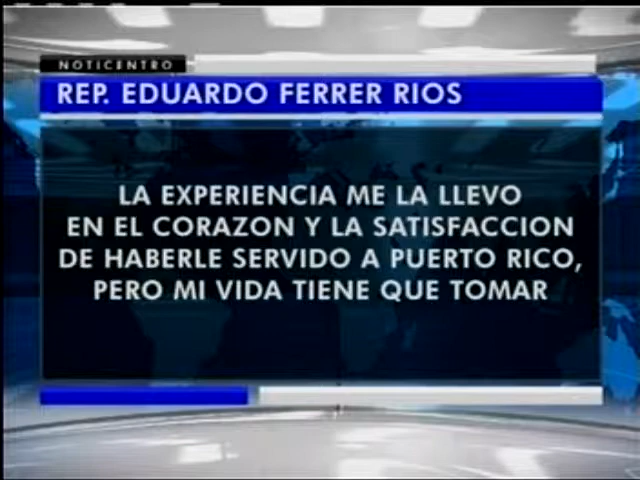 NOTICENTRO
REP. EDUARDO FERRER RIOS
LA EXPERIENCIA ME LA LLEVO
EN EL CORAZON Y LA SATISFACCION
DE HABERLE SERVIDO A PUERTO RICO,
PERO MI VIDA TIENE QUE TOMAR